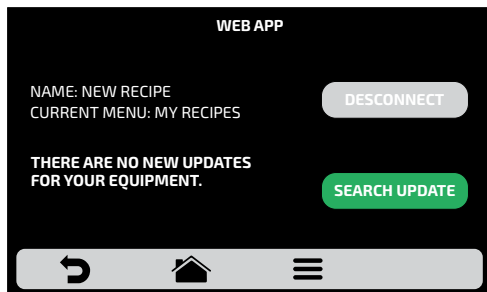 WEB APP
NAME: NEW RECIPE
CURRENT MENU: MY RECIPES
DESCONNECT
THERE ARE NO NEW UPDATES
FOR YOUR EQUIPMENT.
SEARCH UPDATE